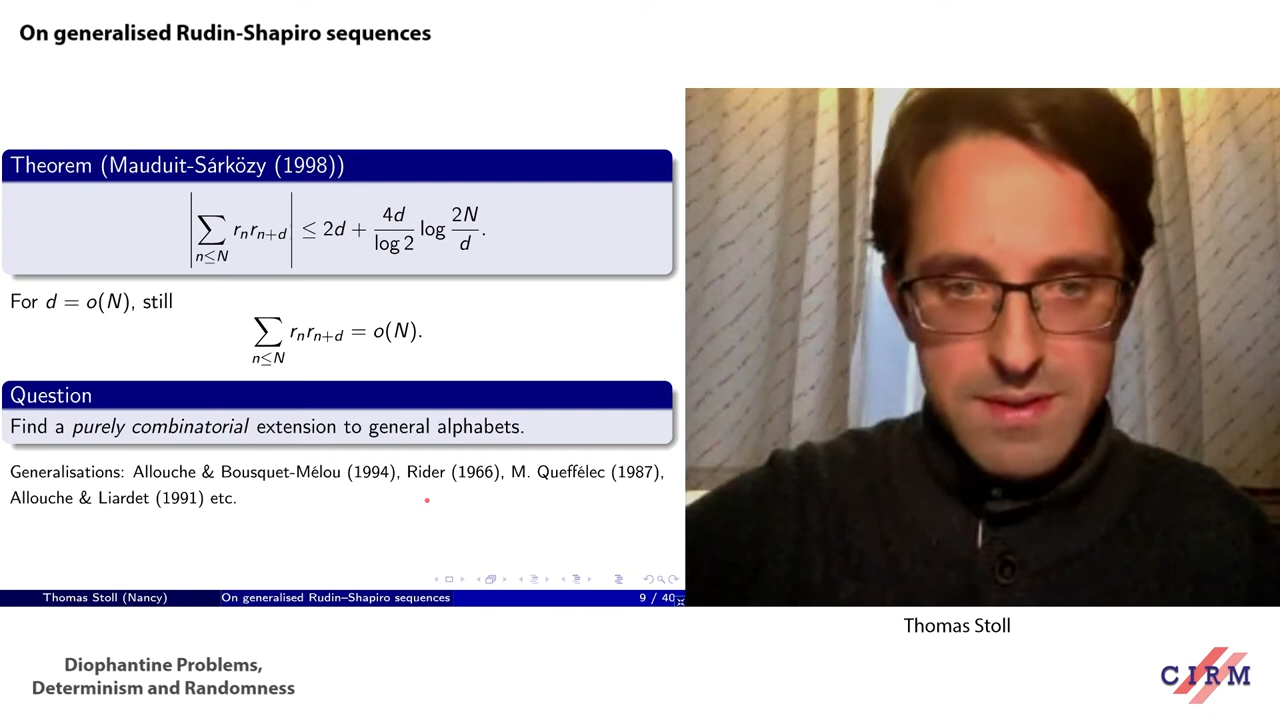 On generalised Rudin-Shapiro sequences
Theorem (Mauduit-Sárközy (1998))
|∑_{n≤N} r_n r_{n+d}| ≤ 2d + \frac{4d}{log 2} log \frac{2N}{d}.
For d = o(N), still
∑_{n≤N} r_n r_{n+d} = o(N).
Question
Find a purely combinatorial extension to general alphabets.
Generalisations: Allouche & Bousquet-Mélou (1994), Rider (1966), M. Queffélec (1987),
Allouche & Liardet (1991) etc.
Thomas Stoll (Nancy) On generalised Rudin–Shapiro sequences 9 / 40
Thomas Stoll
Diophantine Problems,
Determinism and Randomness
CIRM